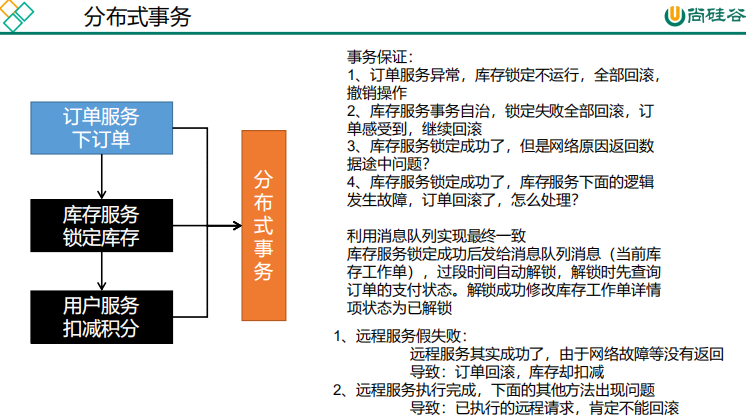 分布式事务
尚硅谷
订单服务
下订单
库存服务
锁定库存
用户服务
扣减积分
分布式事务
事务保证：
1、订单服务异常，库存锁定不运行，全部回滚，
撤销操作
2、库存服务事务自治，锁定失败全部回滚，订
单感受到，继续回滚
3、库存服务锁定成功了，但是网络原因返回数
据途中问题？
4、库存服务锁定成功了，库存服务下面的逻辑
发生故障，订单回滚了，怎么处理？
利用消息队列实现最终一致
库存服务锁定成功后发给消息队列消息（当前库
存工作单），过段时间自动解锁，解锁时先查询
订单的支付状态。解锁成功修改库存工作单详情
项状态为已解锁
1、远程服务假失败：
远程服务其实成功了，由于网络故障等没有返回
导致：订单回滚，库存却扣减
2、远程服务执行完成，下面的其他方法出现问题
导致：已执行的远程请求，肯定不能回滚